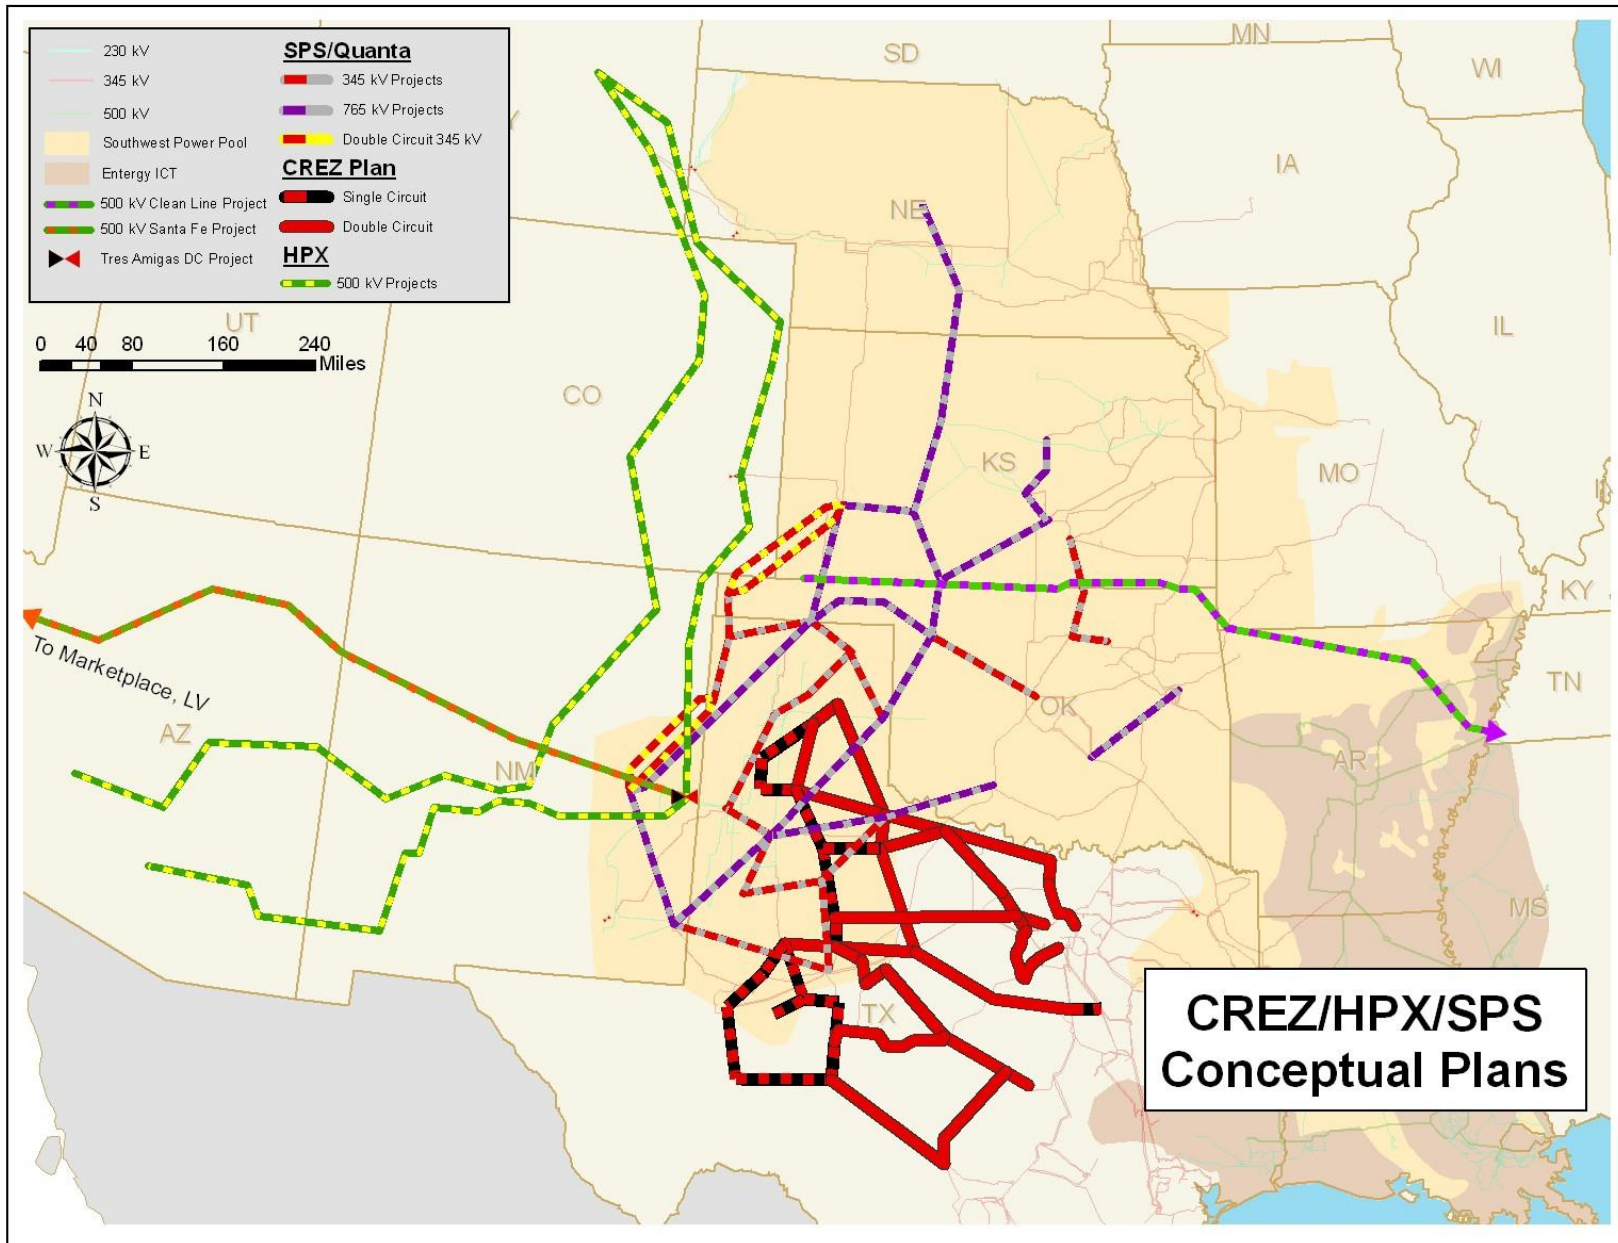 230 kV
345 kV
500 kV
Southwest Power Pool
Entergy ICT
500 kV Clean Line Project
500 kV Santa Fe Project
Tres Amigas DC Project
SPS/Quanta
345 kV Projects
765 kV Projects
Double Circuit 345 kV
CREZ Plan
Single Circuit
Double Circuit
HPX
500 kV Projects
0 40 80 160 240
Miles
N
W E
S
SD
MN
WI
IA
NE
UT
IL
CO
KS
MO
KY
TN
To Marketplace, LV
AZ
NM
OK
AR
MS
TX
CREZ/HPX/SPS
Conceptual Plans